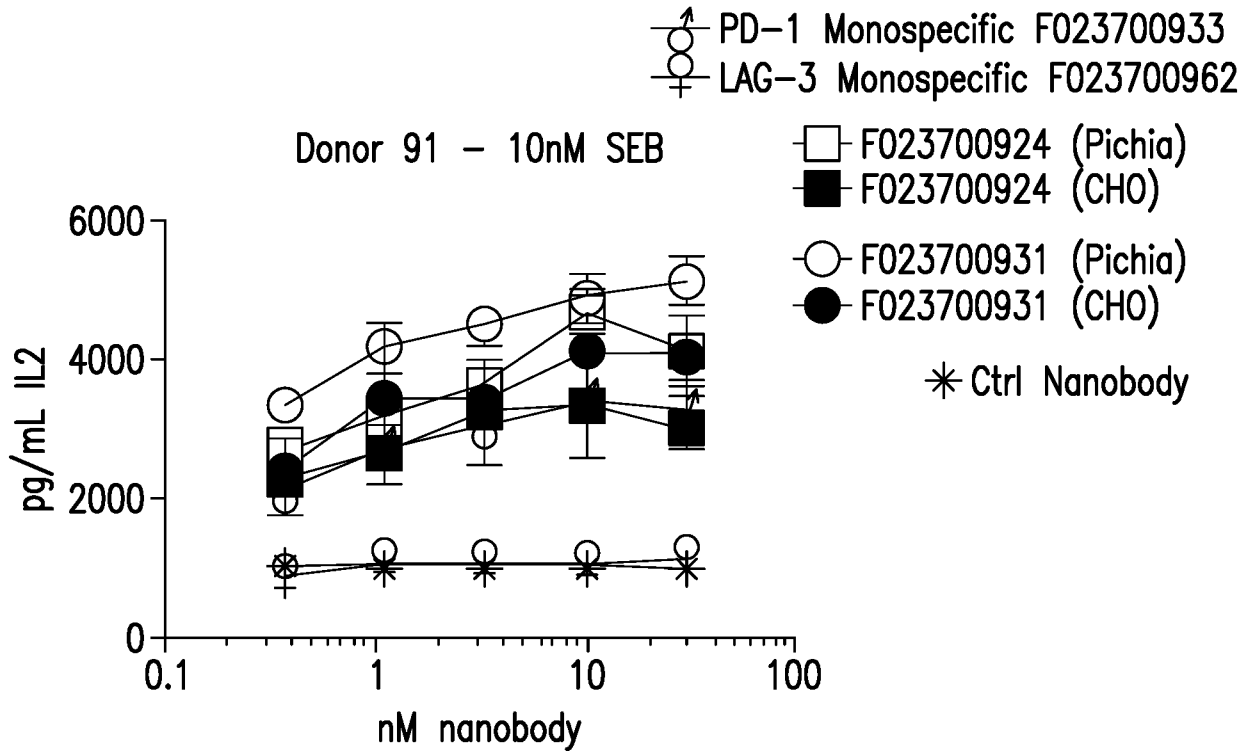 PD-1 Monospecific F023700933
LAG-3 Monospecific F023700962
Donor 91 - 10nM SEB
F023700924 (Pichia)
F023700924 (CHO)
F023700931 (Pichia)
F023700931 (CHO)
Ctrl Nanobody
pg/mL IL2
6000
4000
2000
0
0.1
1
10
100
nM nanobody